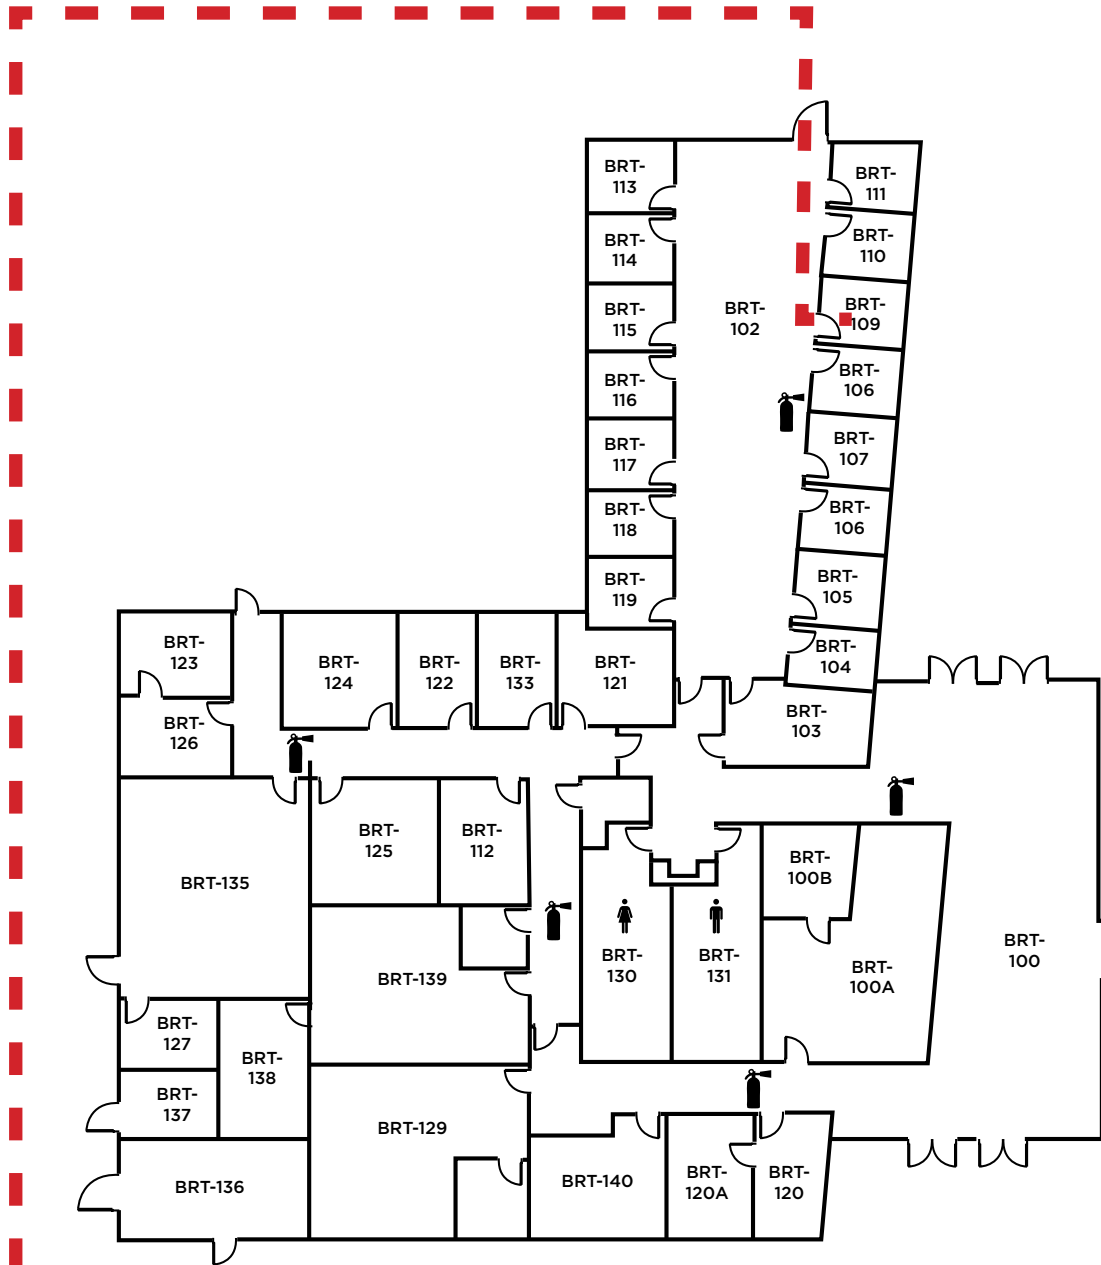 BRT-
113
BRT-
111
BRT-
114
BRT-
110
BRT-
115
BRT-
102
BRT-
109
BRT-
116
BRT-
106
BRT-
117
BRT-
107
BRT-
118
BRT-
106
BRT-
119
BRT-
105
BRT-
104
BRT-
123
BRT-
124
BRT-
122
BRT-
133
BRT-
121
BRT-
126
BRT-
103
BRT-
125
BRT-
112
BRT-
100B
BRT-135
BRT-
130
BRT-
131
BRT-
100A
BRT-
100
BRT-139
BRT-
127
BRT-
138
BRT-
137
BRT-129
BRT-136
BRT-140
BRT-
120A
BRT-
120